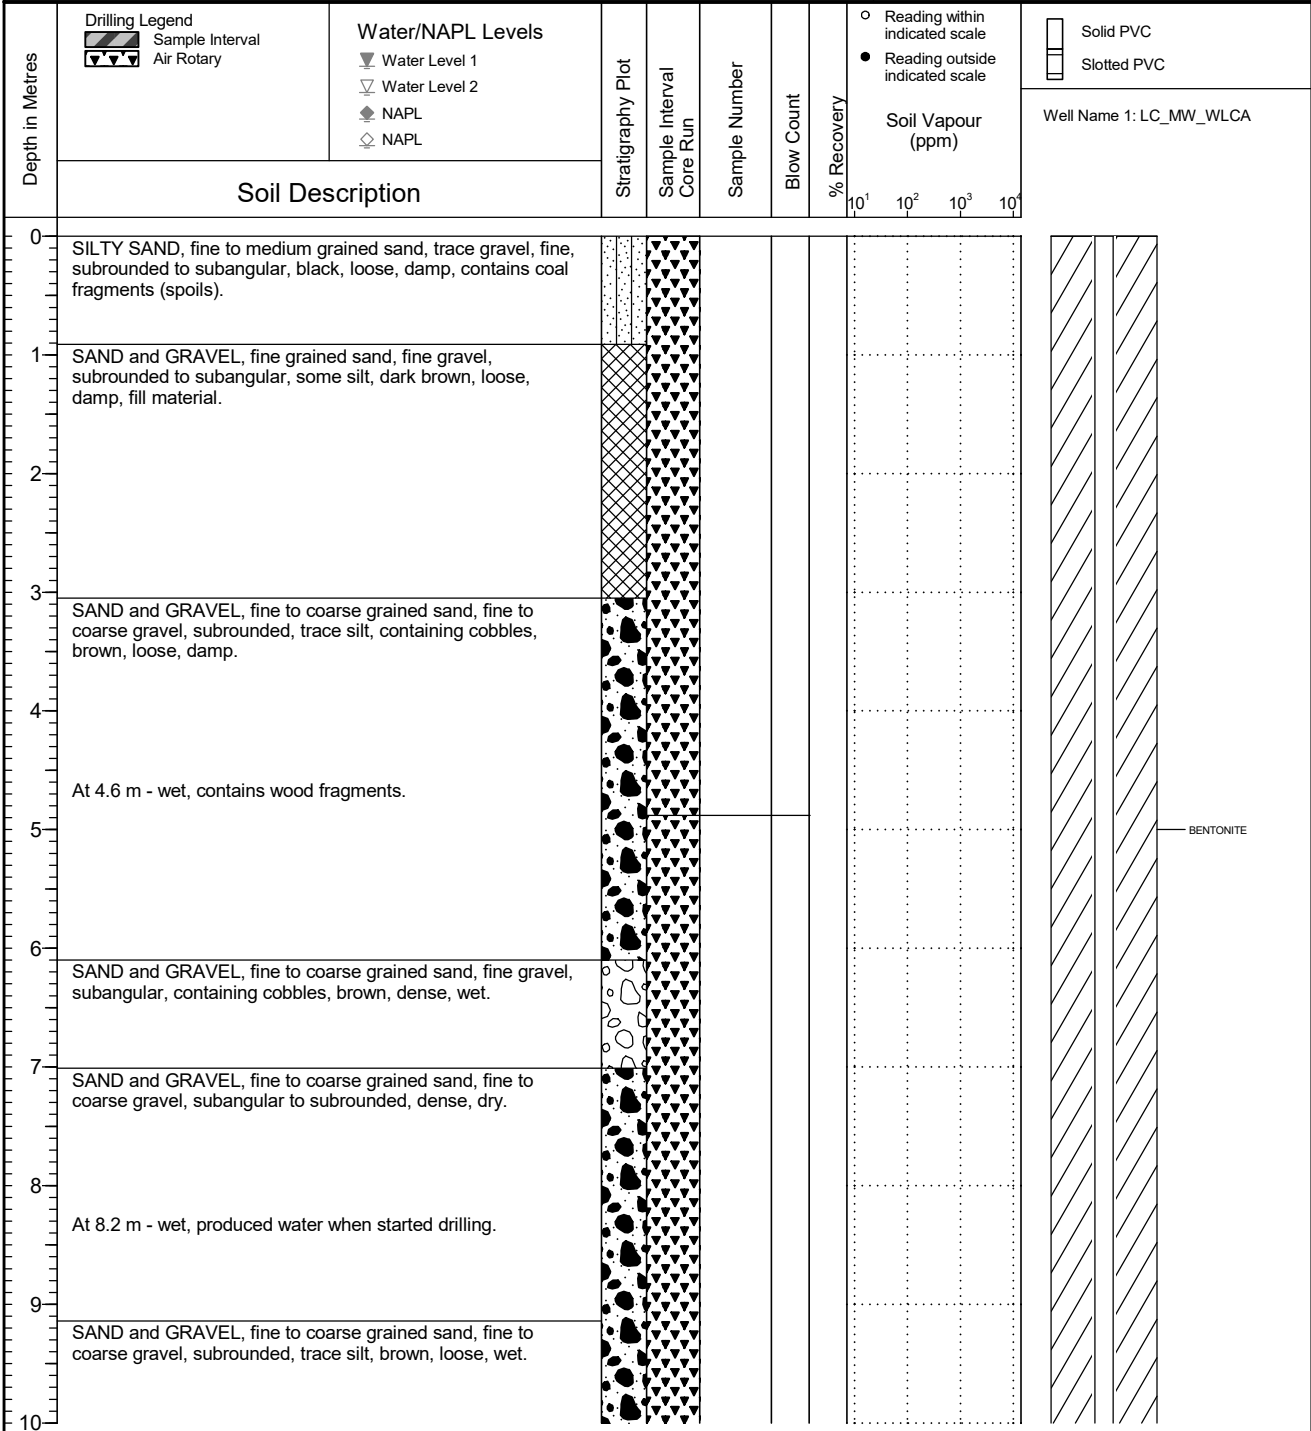 Drilling Legend
Sample Interval
Air Rotary
Water/NAPL Levels
Water Level 1
Water Level 2
NAPL
NAPL
Depth in Metres
Soil Description
Stratigraphy Plot
Sample Interval
Core Run
Sample Number
Blow Count
% Recovery
Reading within
indicated scale
Reading outside
indicated scale
Soil Vapour
(ppm)
10¹ 10² 10³ 10⁴
Solid PVC
Slotted PVC
Well Name 1: LC_MW_WLCA
0
SILTY SAND, fine to medium grained sand, trace gravel, fine,
subrounded to subangular, black, loose, damp, contains coal
fragments (spoils).
1
SAND and GRAVEL, fine grained sand, fine gravel,
subrounded to subangular, some silt, dark brown, loose,
damp, fill material.
2
3
SAND and GRAVEL, fine to coarse grained sand, fine to
coarse gravel, subrounded, trace silt, containing cobbles,
brown, loose, damp.
4
At 4.6 m - wet, contains wood fragments.
5
BENTONITE
6
SAND and GRAVEL, fine to coarse grained sand, fine gravel,
subangular, containing cobbles, brown, dense, wet.
7
SAND and GRAVEL, fine to coarse grained sand, fine to
coarse gravel, subangular to subrounded, dense, dry.
8
At 8.2 m - wet, produced water when started drilling.
9
SAND and GRAVEL, fine to coarse grained sand, fine to
coarse gravel, subrounded, trace silt, brown, loose, wet.
10